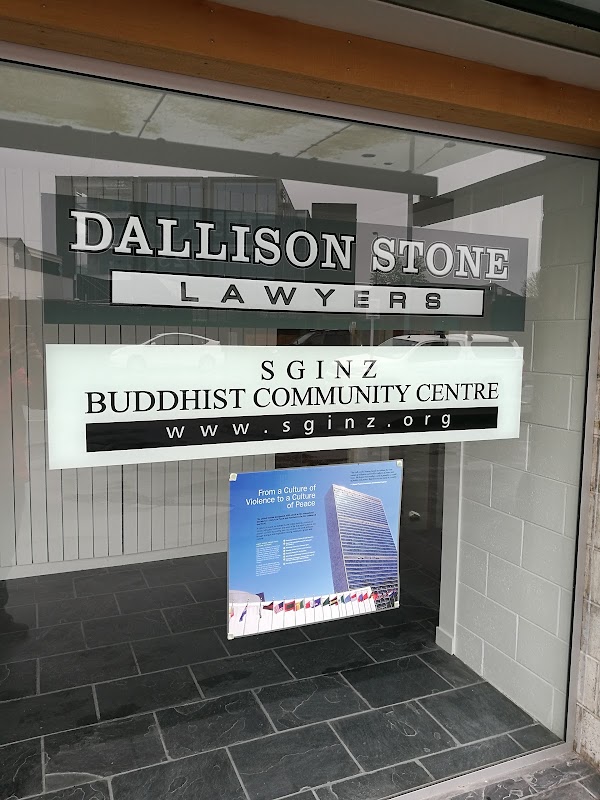 DALLISON STONE
LAWYERS
SGINZ
BUDDHIST COMMUNITY CENTRE
www.sginz.org
From a Culture of
Violence to a Culture
of Peace